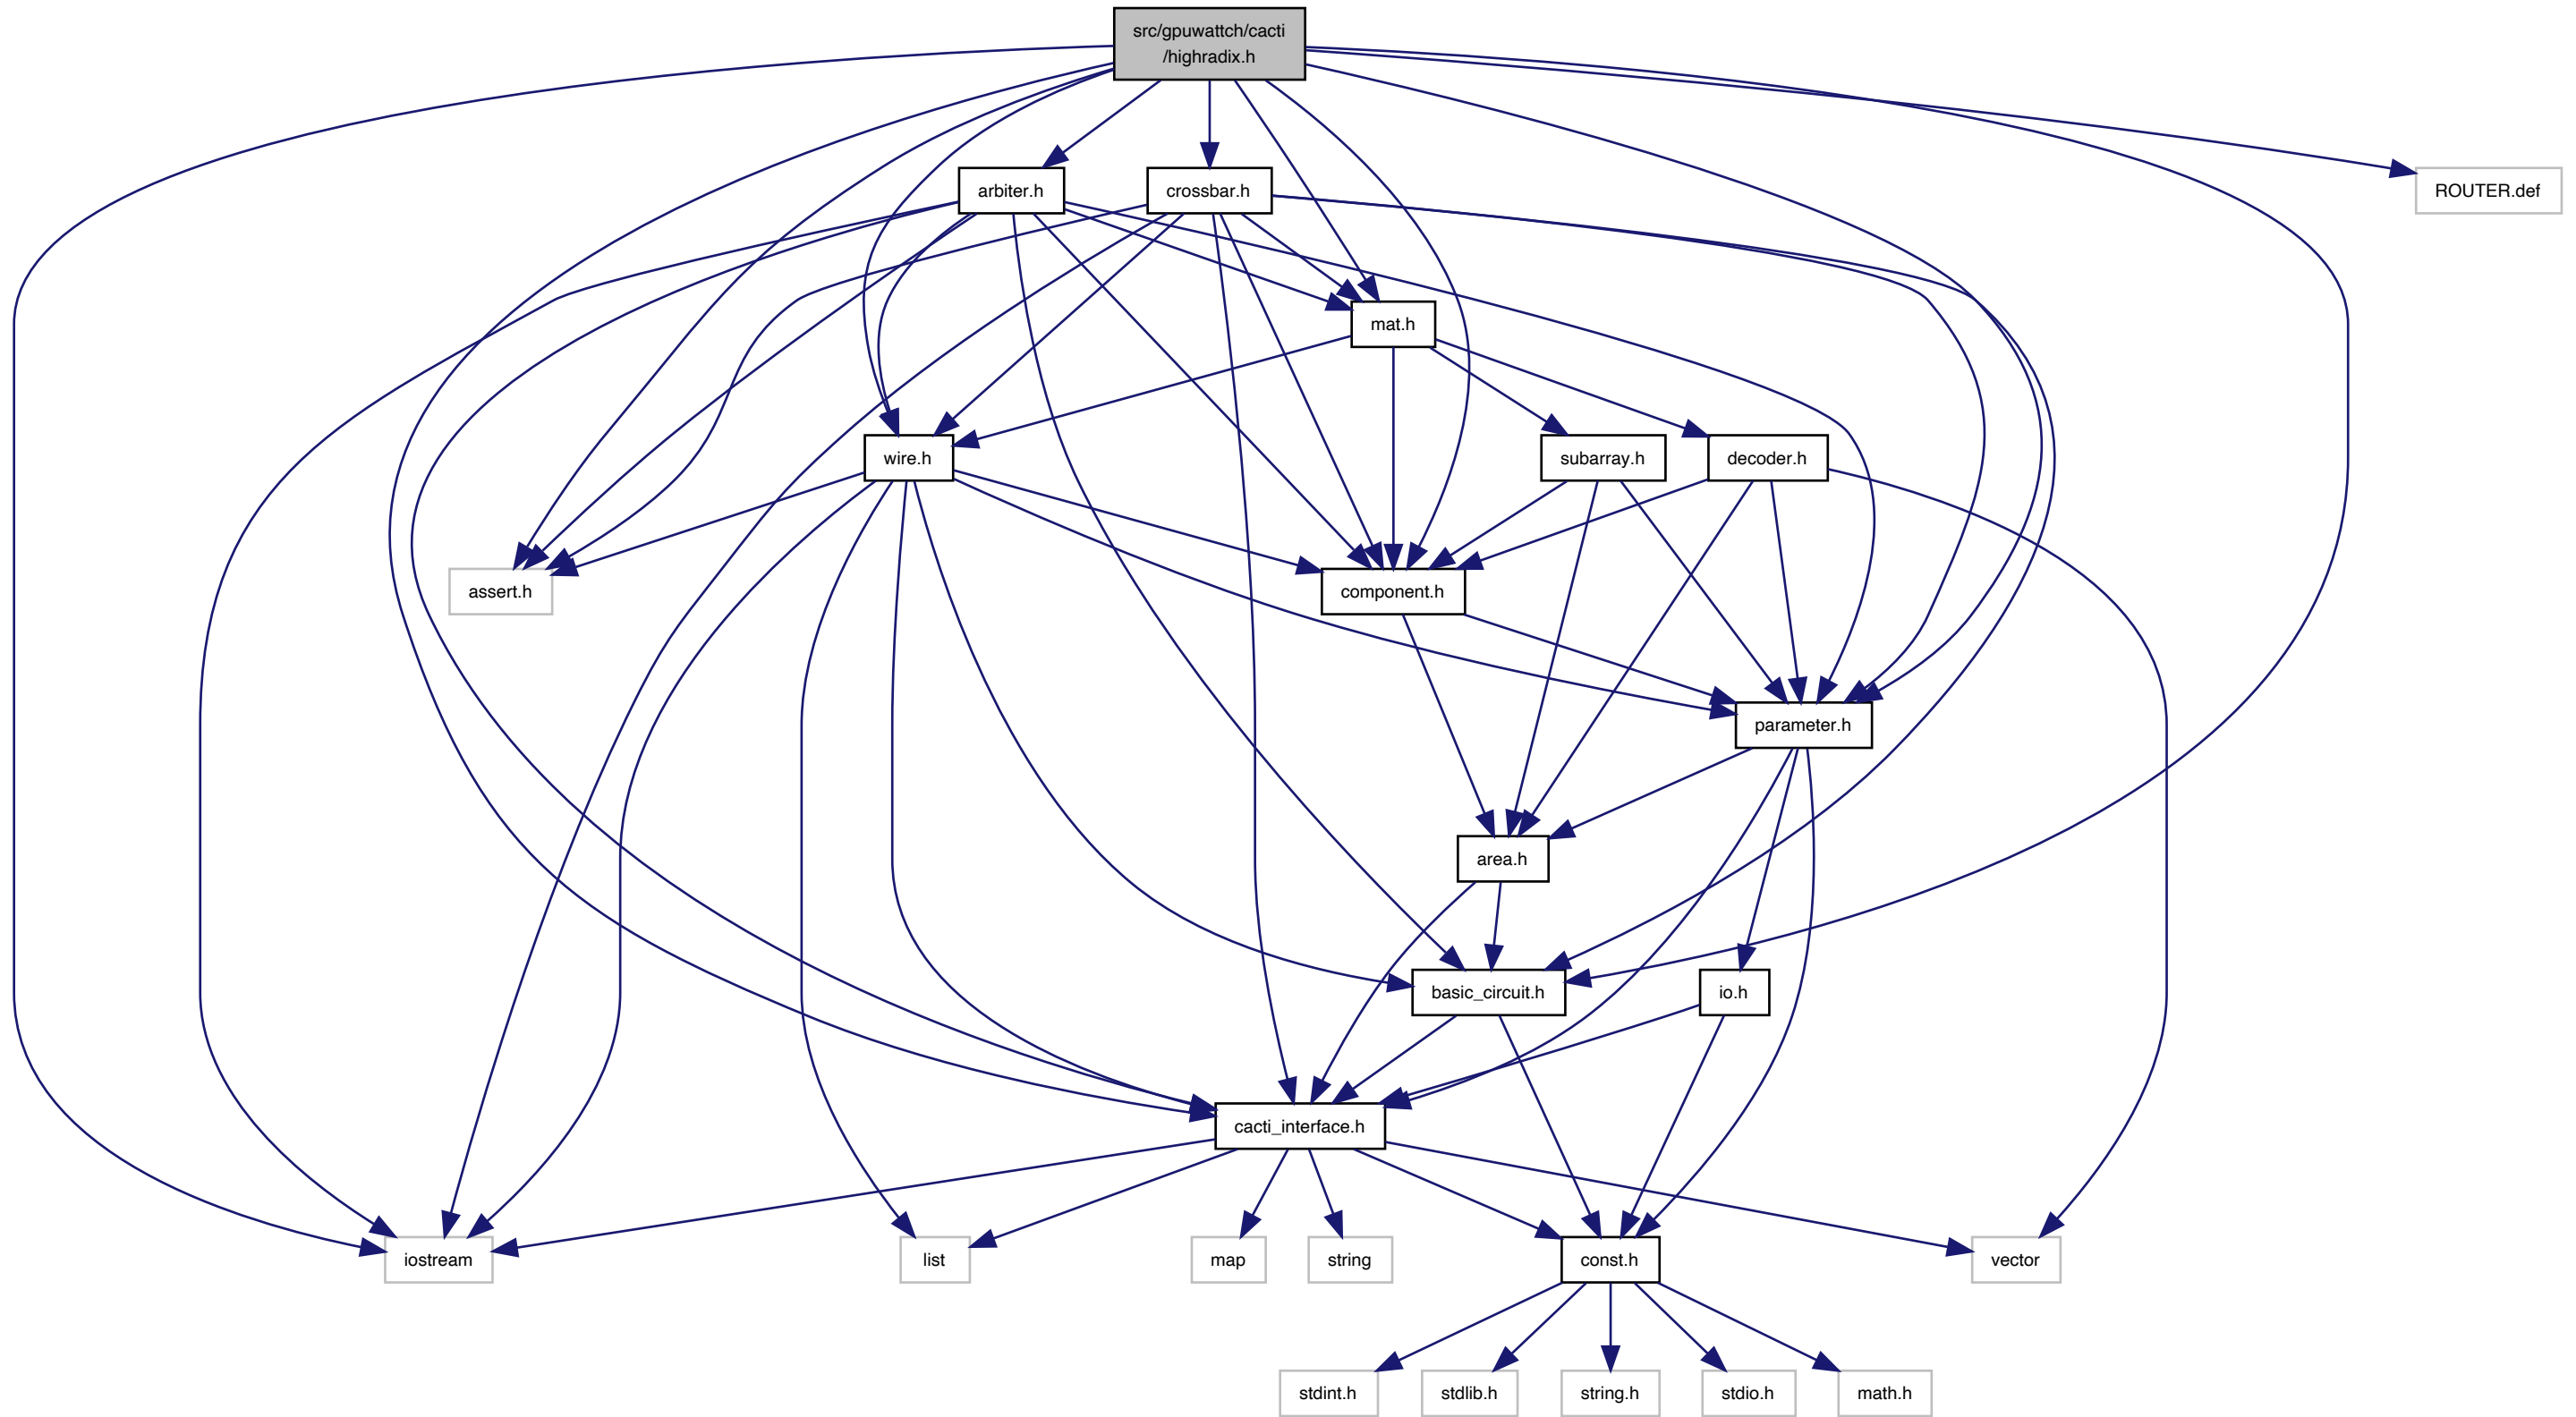 src/gpuwattch/cacti
/highradix.h
arbiter.h
crossbar.h
ROUTER.def
mat.h
wire.h
subarray.h
decoder.h
assert.h
component.h
parameter.h
area.h
basic_circuit.h
io.h
cacti_interface.h
iostream
list
map
string
const.h
vector
stdint.h
stdlib.h
string.h
stdio.h
math.h